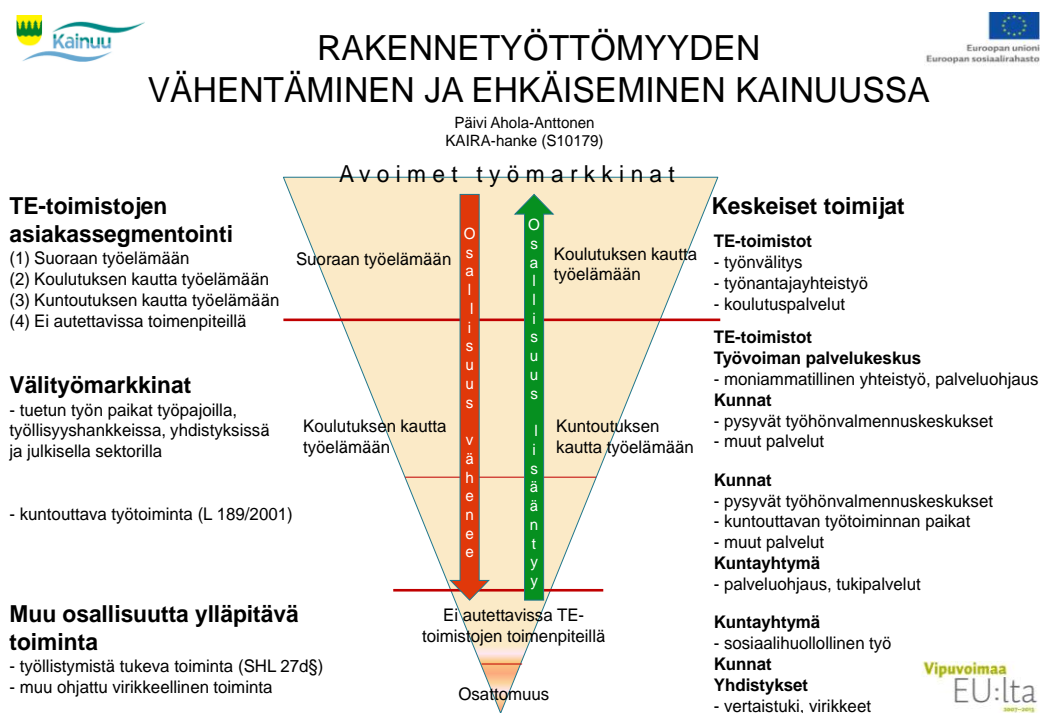 Kainuu
Euroopan unioni
Euroopan sosiaalirahasto
RAKENNETYÖTTÖMYYDEN
VÄHENTÄMINEN JA EHKÄISEMINEN KAINUUSSA
Päivi Ahola-Anttonen
KAIRA-hanke (S10179)
Avoimet työmarkkinat
TE-toimistojen
asiakassegmentointi
(1) Suoraan työelämään
(2) Koulutuksen kautta työelämään
(3) Kuntoutuksen kautta työelämään
(4) Ei autettavissa toimenpiteillä
Välityömarkkinat
- tuetun työn paikat työpajoilla,
työllisyyshankkeissa, yhdistyksissä
ja julkisella sektorilla
- kuntouttava työtoiminta (L 189/2001)
Muu osallisuutta ylläpitävä
toiminta
- työllistymistä tukeva toiminta (SHL 27d§)
- muu ohjattu virikkeellinen toiminta
Suoraan työelämään
Osallisuus vähenee
Osallisuus lisääntyy
Koulutuksen kautta
työelämään
Koulutuksen kautta
työelämään
Kuntoutuksen
kautta työelämään
Ei autettavissa TE-
toimistojen toimenpiteillä
Osattomuus
Keskeiset toimijat
TE-toimistot
- työnvälitys
- työnantajayhteistyö
- koulutuspalvelut
TE-toimistot
Työvoiman palvelukeskus
- moniammatillinen yhteistyö, palveluohjaus
Kunnat
- pysyvät työhönvalmennuskeskukset
- muut palvelut
Kunnat
- pysyvät työhönvalmennuskeskukset
- kuntouttavan työtoiminnan paikat
- muut palvelut
Kuntayhtymä
- palveluohjaus, tukipalvelut
Kuntayhtymä
- sosiaalihuollollinen työ
Kunnat
Yhdistykset
- vertaistuki, virikkeet
Vipuvoimaa
EU:lta
2007–2013